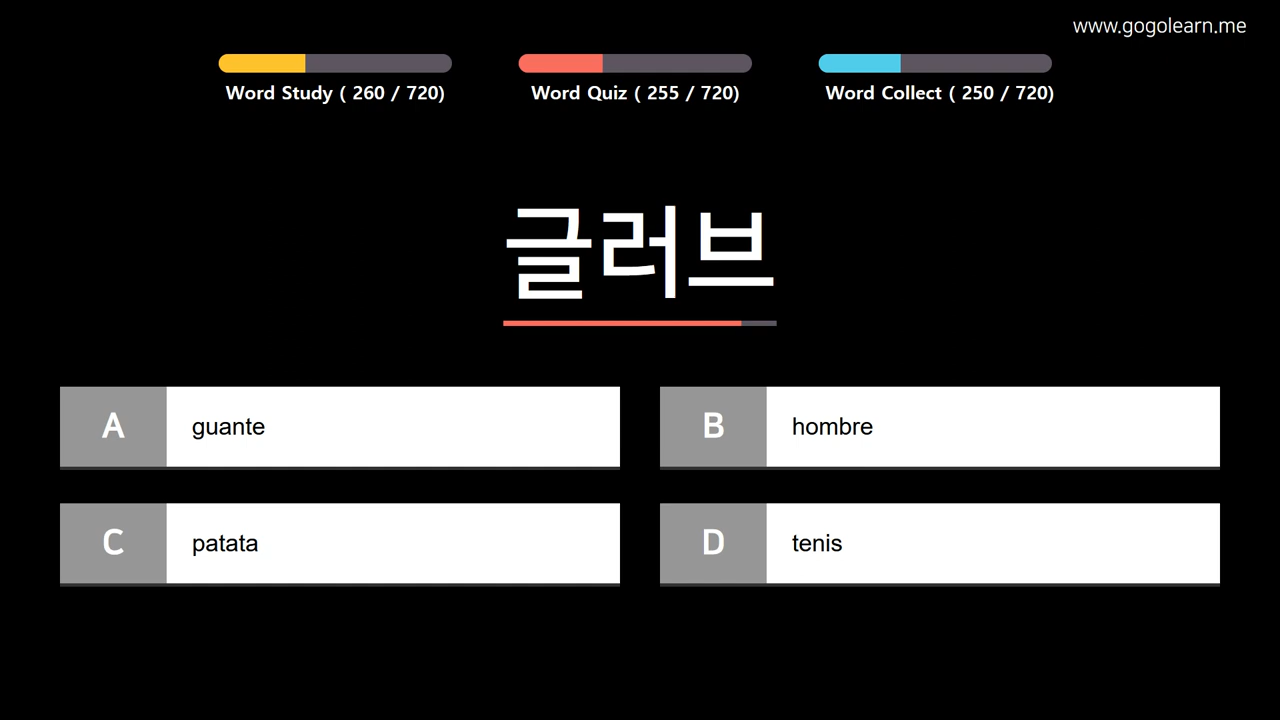 www.gogolearn.me
Word Study ( 260 / 720)
Word Quiz ( 255 / 720)
Word Collect ( 250 / 720)
글러브
A guante
B hombre
C patata
D tenis